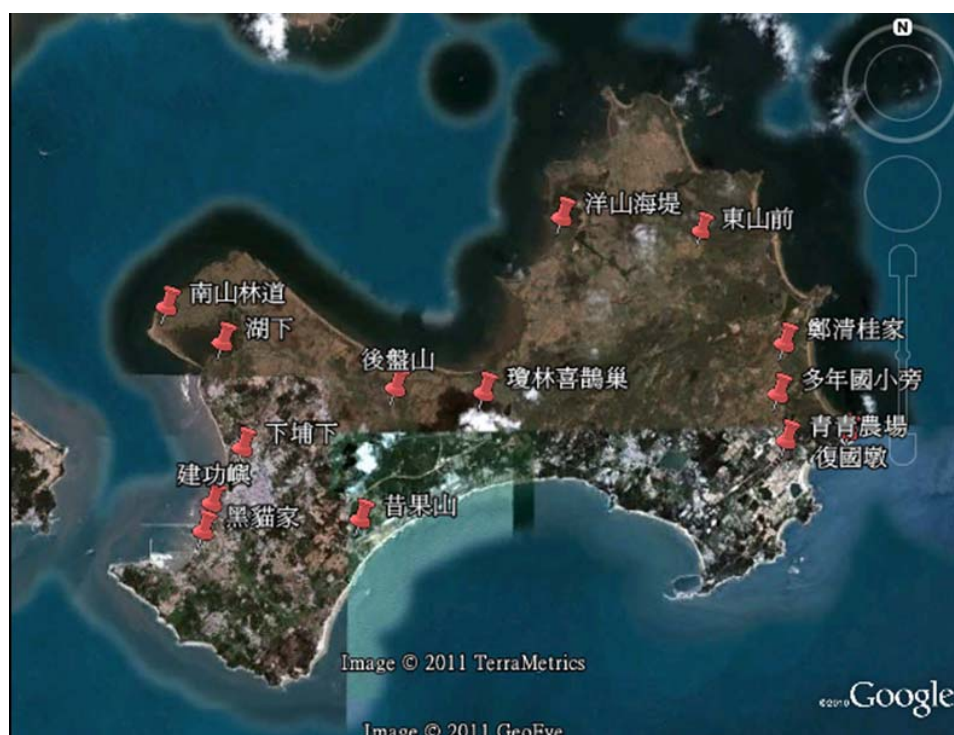 N
洋山海堤
東山前
南山林道
湖下
鄭清桂家
後盤山
瓊林喜鵲巢
多年國小旁
下埔下
青青農場
復國墩
建功嶼
黑貓家
昔果山
Image © 2011 TerraMetrics
©2010 Google
Image © 2011 GeoEye